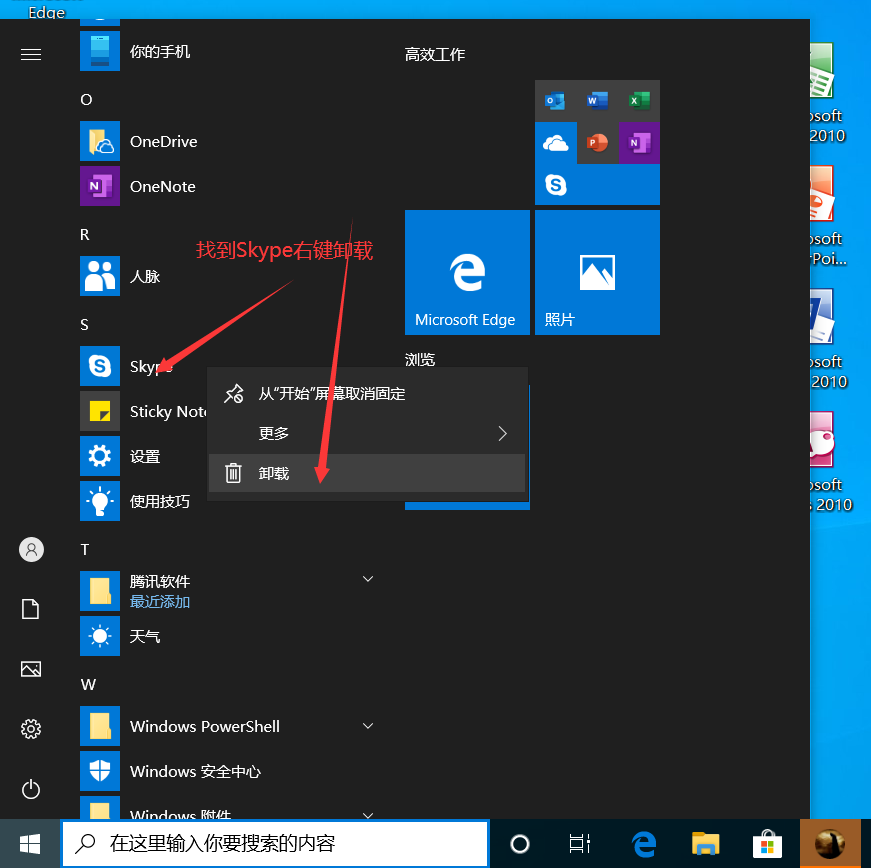 Edge
你的手机
O
OneDrive
OneNote
R
人脉
S
Skype
Sticky Note
设置
使用技巧
T
腾讯软件
最近添加
天气
W
Windows PowerShell
Windows 安全中心
Windows 附件
高效工作
Microsoft Edge
照片
浏览
找到Skype右键卸载
从“开始”屏幕取消固定
更多
卸载
osoft
2010
osoft
rPoi...
osoft
2010
osoft
s 2010
在这里输入你要搜索的内容